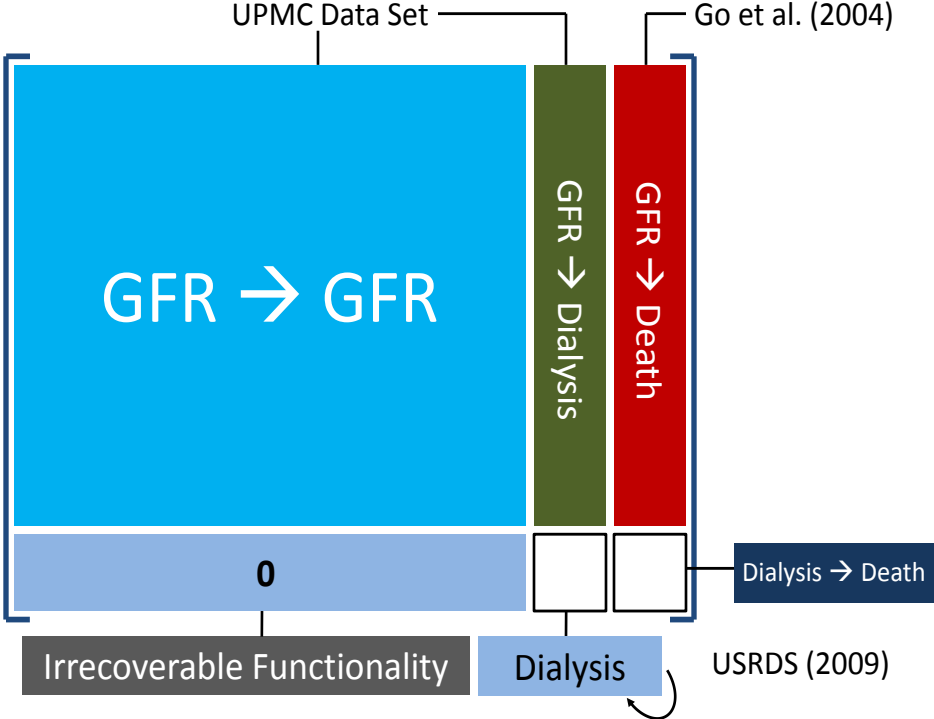 UPMC Data Set
Go et al. (2004)
GFR → GFR
GFR → Dialysis
GFR → Death
0
Dialysis → Death
Irrecoverable Functionality
Dialysis
USRDS (2009)